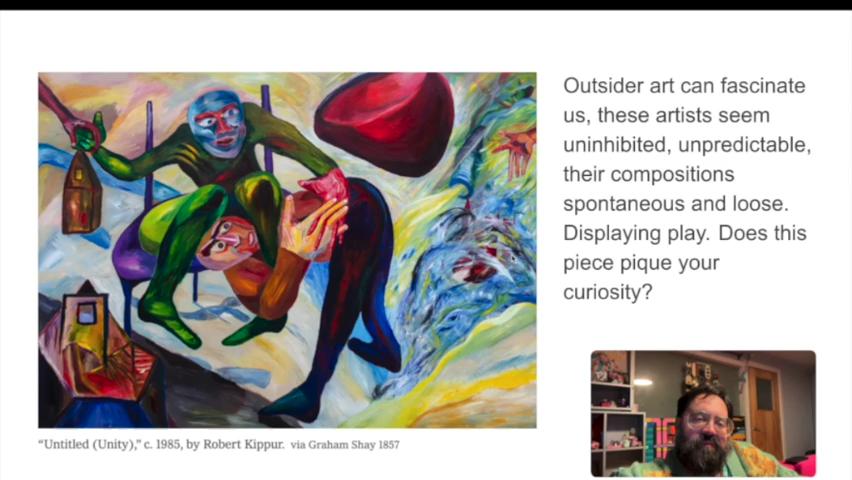 Outsider art can fascinate
us, these artists seem
uninhibited, unpredictable,
their compositions
spontaneous and loose.
Displaying play. Does this
piece pique your
curiosity?
“Untitled (Unity),” c. 1985, by Robert Kippur. via Graham Shay 1857